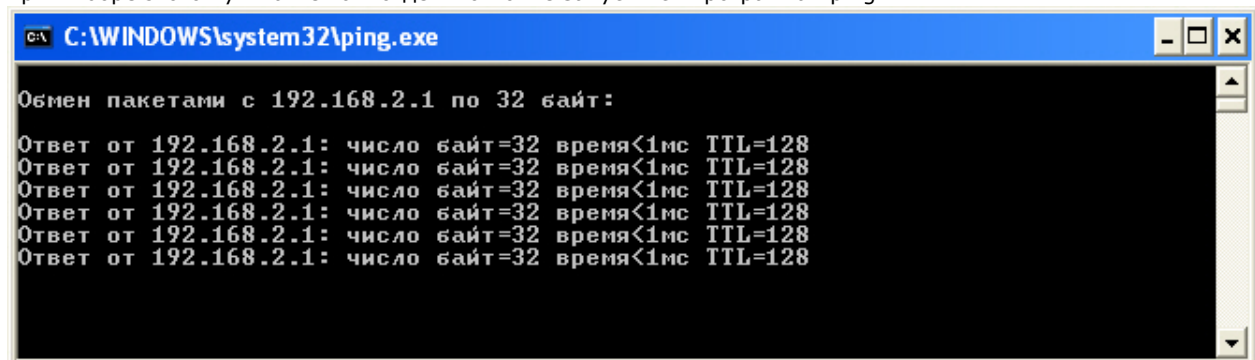 C:\WINDOWS\system32\ping.exe
Обмен пакетами с 192.168.2.1 по 32 байт:
Ответ от 192.168.2.1: число байт=32 время<1мс TTL=128
Ответ от 192.168.2.1: число байт=32 время<1мс TTL=128
Ответ от 192.168.2.1: число байт=32 время<1мс TTL=128
Ответ от 192.168.2.1: число байт=32 время<1мс TTL=128
Ответ от 192.168.2.1: число байт=32 время<1мс TTL=128
Ответ от 192.168.2.1: число байт=32 время<1мс TTL=128